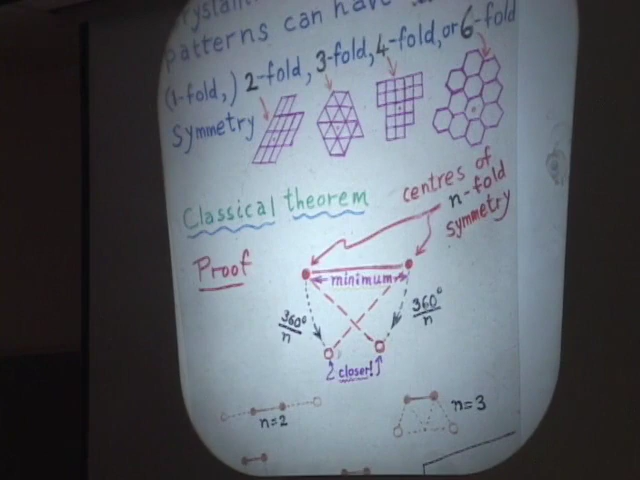 patterns can have
(1-fold,) 2-fold, 3-fold, 4-fold, or 6-fold
symmetry
Classical theorem
centres of
n-fold
symmetry
Proof
minimum
360°
n
360°
n
closer!
n=2
n=3